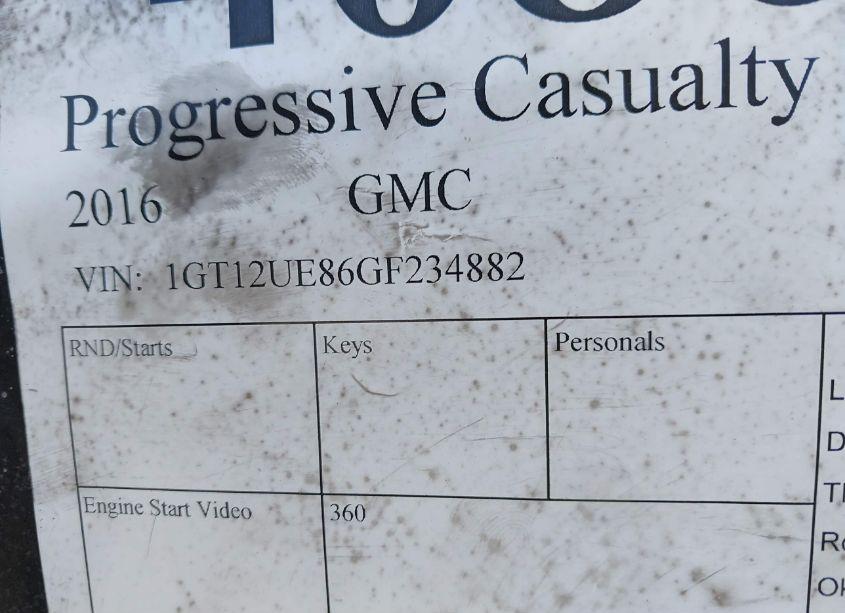 Progressive Casualty
2016 GMC
VIN: 1GT12UE86GF234882
RND/Starts Keys Personals
Engine Start Video 360